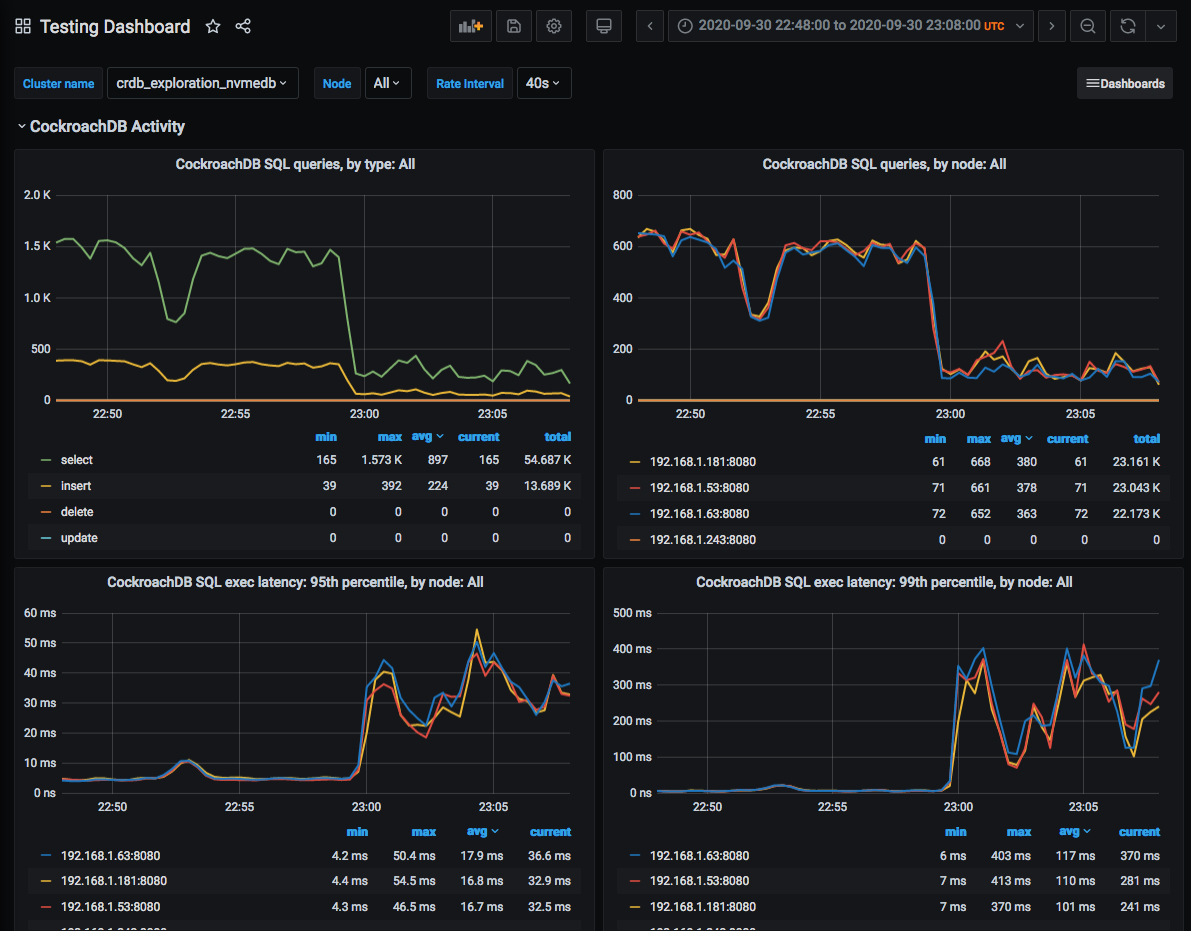 Testing Dashboard
2020-09-30 22:48:00 to 2020-09-30 23:08:00 UTC
Cluster name crdb_exploration_nvmedb Node All Rate Interval 40s Dashboards
CockroachDB Activity
CockroachDB SQL queries, by type: All
2.0 K
1.5 K
1.0 K
500
0
22:50 22:55 23:00 23:05
min max avg current total
select 165 1.573 K 897 165 54.687 K
insert 39 392 224 39 13.689 K
delete 0 0 0 0 0
update 0 0 0 0 0
CockroachDB SQL queries, by node: All
800
600
400
200
0
22:50 22:55 23:00 23:05
min max avg current total
192.168.1.181:8080 61 668 380 61 23.161 K
192.168.1.53:8080 71 661 378 71 23.043 K
192.168.1.63:8080 72 652 363 72 22.173 K
192.168.1.243:8080 0 0 0 0 0
CockroachDB SQL exec latency: 95th percentile, by node: All
60 ms
50 ms
40 ms
30 ms
20 ms
10 ms
0 ns
22:50 22:55 23:00 23:05
min max avg current
192.168.1.63:8080 4.2 ms 50.4 ms 17.9 ms 36.6 ms
192.168.1.181:8080 4.4 ms 54.5 ms 16.8 ms 32.9 ms
192.168.1.53:8080 4.3 ms 46.5 ms 16.7 ms 32.5 ms
CockroachDB SQL exec latency: 99th percentile, by node: All
500 ms
400 ms
300 ms
200 ms
100 ms
0 ns
22:50 22:55 23:00 23:05
min max avg current
192.168.1.63:8080 6 ms 403 ms 117 ms 370 ms
192.168.1.53:8080 7 ms 413 ms 110 ms 281 ms
192.168.1.181:8080 7 ms 370 ms 101 ms 241 ms